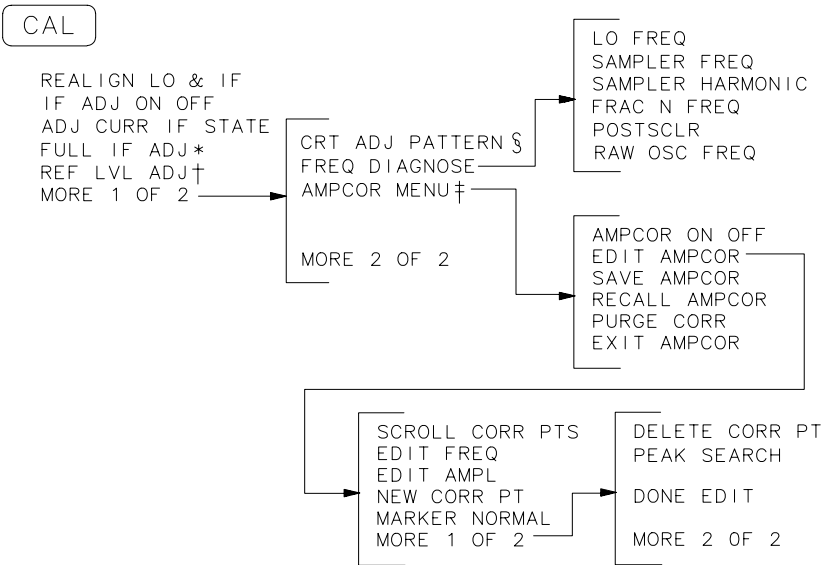 CAL
REALIGN LO & IF
IF ADJ ON OFF
ADJ CURR IF STATE
FULL IF ADJ*
REF LVL ADJ†
MORE 1 OF 2
CRT ADJ PATTERN §
FREQ DIAGNOSE
AMPCOR MENU‡
MORE 2 OF 2
LO FREQ
SAMPLER FREQ
SAMPLER HARMONIC
FRAC N FREQ
POSTSCLR
RAW OSC FREQ
AMPCOR ON OFF
EDIT AMPCOR
SAVE AMPCOR
RECALL AMPCOR
PURGE CORR
EXIT AMPCOR
SCROLL CORR PTS
EDIT FREQ
EDIT AMPL
NEW CORR PT
MARKER NORMAL
MORE 1 OF 2
DELETE CORR PT
PEAK SEARCH
DONE EDIT
MORE 2 OF 2